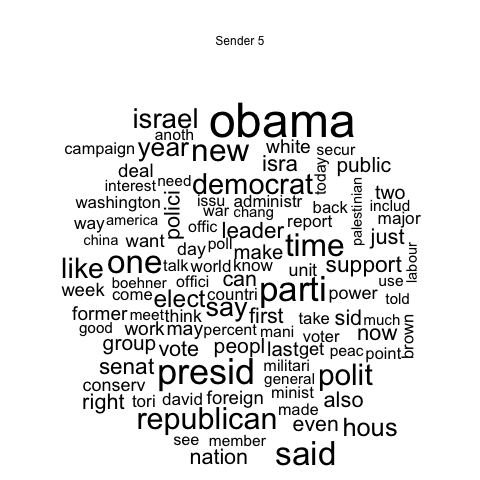 Sender 5
israel obama
anoth
campaign year new white secur
isra today public
deal
interest need democrat two
washington polici issu administr palestinian includ
way america war chang back major
offic leader report
china want day poll make time just
like one talk world know unit support labour
week boehner offici can parti power use
come elect countri say told
former meet think first take sid much
good work may percent mani voter now brown
group vote peopl last get peac point
senat presid militari polit
conserv general
right tori david foreign minist also
made
republican even hous
see member
nation said